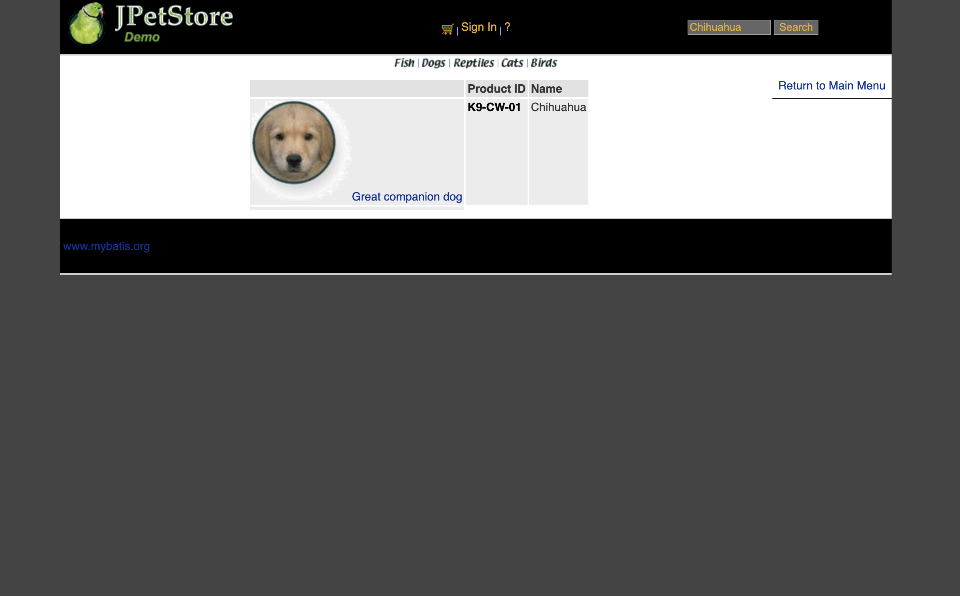 JPetStore
Demo
Sign In | ?
Chihuahua Search
Fish | Dogs | Reptiles | Cats | Birds
Return to Main Menu
Product ID Name
K9-CW-01 Chihuahua
Great companion dog
www.mybatis.org